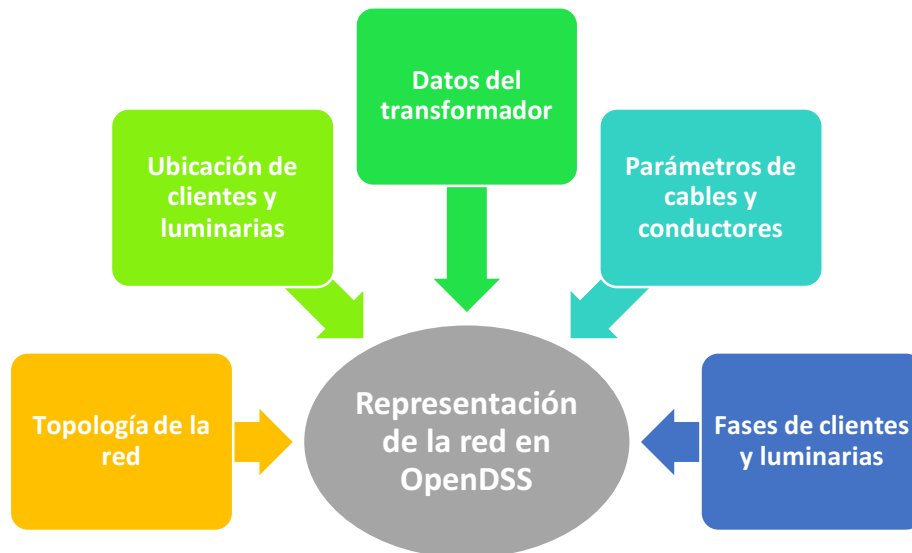 Datos del
transformador
Ubicación de
clientes y
luminarias
Parámetros de
cables y
conductores
Topología de la
red
Representación
de la red en
OpenDSS
Fases de clientes
y luminarias